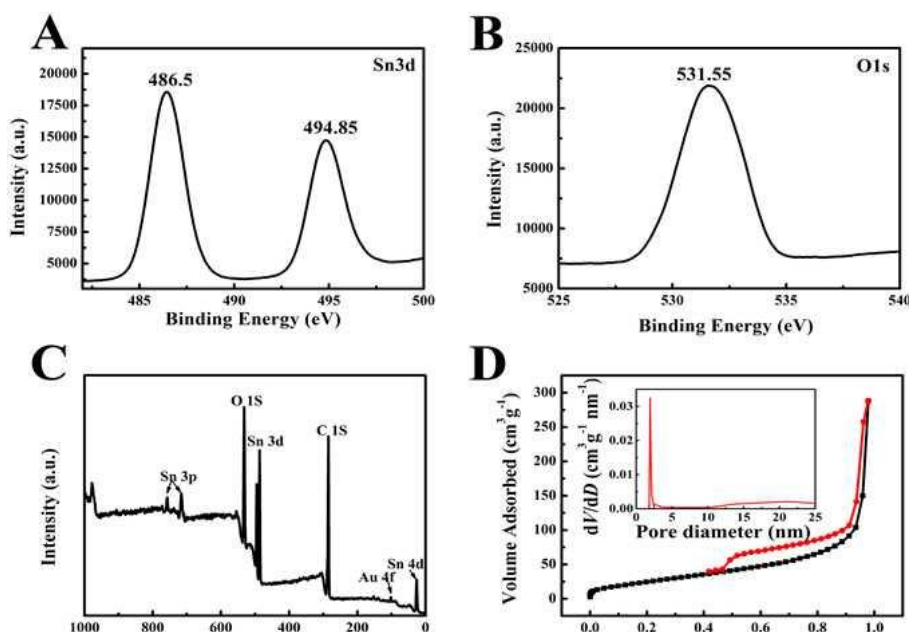 A
Sn3d
486.5
494.85
Intensity (a.u.)
20000
17500
15000
12500
10000
7500
5000
485
490
495
500
Binding Energy (eV)
B
O1s
531.55
Intensity (a.u.)
25000
20000
15000
10000
5000
525
530
535
540
Binding Energy (eV)
C
O 1S
Sn 3d
C 1S
Sn 3p
Au 4f
Sn 4d
Intensity (a.u.)
1000
800
600
400
200
0
D
Volume Adsorbed (cm³g⁻¹)
300
250
200
150
100
50
0
0.0
0.2
0.4
0.6
0.8
1.0
dV/dD (cm³g⁻¹ nm⁻¹)
0.03
0.02
0.01
0.00
0
5
10
15
20
25
Pore diameter (nm)